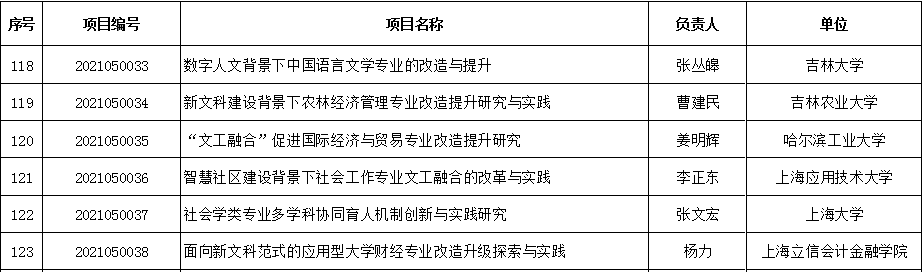 序号 项目编号 项目名称 负责人 单位
118 2021050033 数字人文背景下中国语言文学专业的改造与提升 张丛皞 吉林大学
119 2021050034 新文科建设背景下农林经济管理专业改造提升研究与实践 曹建民 吉林农业大学
120 2021050035 “文工融合”促进国际经济与贸易专业改造提升研究 姜明辉 哈尔滨工业大学
121 2021050036 智慧社区建设背景下社会工作专业文工融合的改革与实践 李正东 上海应用技术大学
122 2021050037 社会学类专业多学科协同育人机制创新与实践研究 张文宏 上海大学
123 2021050038 面向新文科范式的应用型大学财经专业改造升级探索与实践 杨力 上海立信会计金融学院